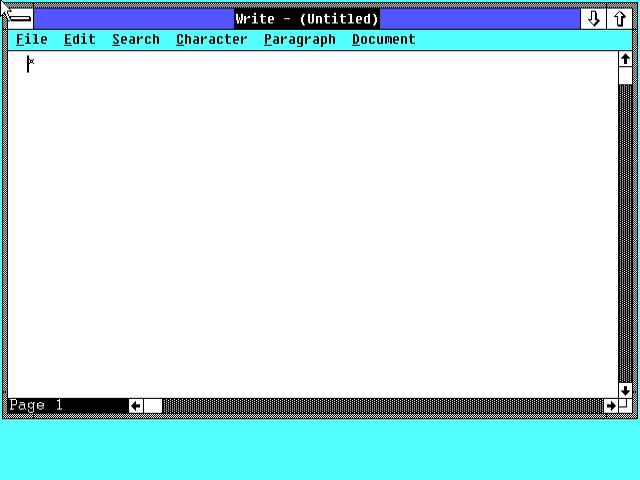 Write - (Untitled)
File Edit Search Character Paragraph Document
Page 1